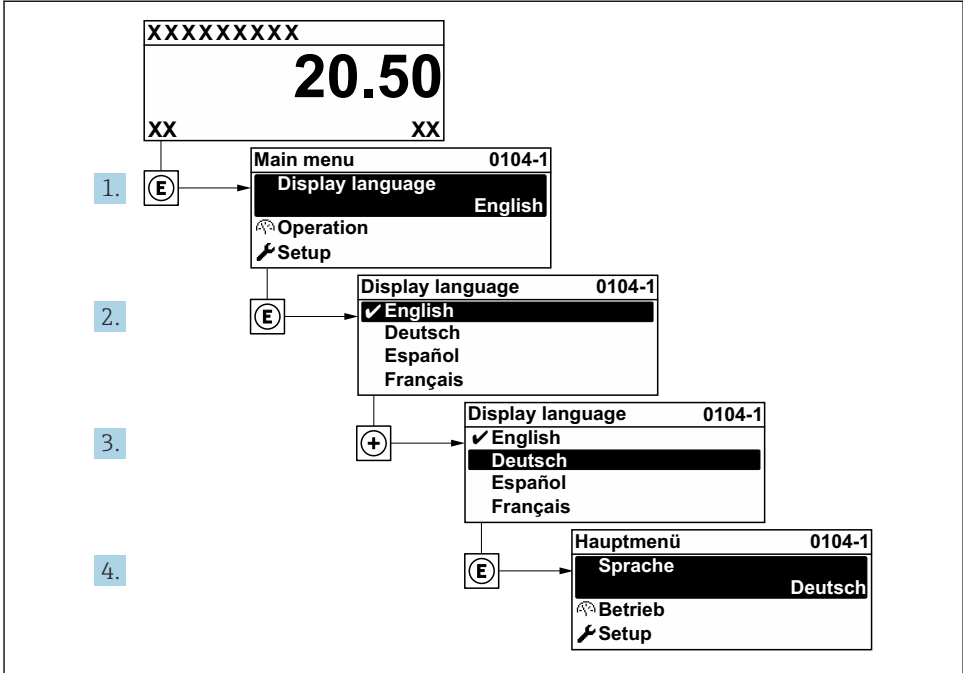 XXXXXXXXX
20.50
XX XX
Main menu 0104-1
1. E Display language
English
Operation
Setup
Display language 0104-1
2. E ✔English
Deutsch
Español
Français
Display language 0104-1
3. + ✔English
Deutsch
Español
Français
Hauptmenü 0104-1
4. E Sprache
Deutsch
Betrieb
Setup